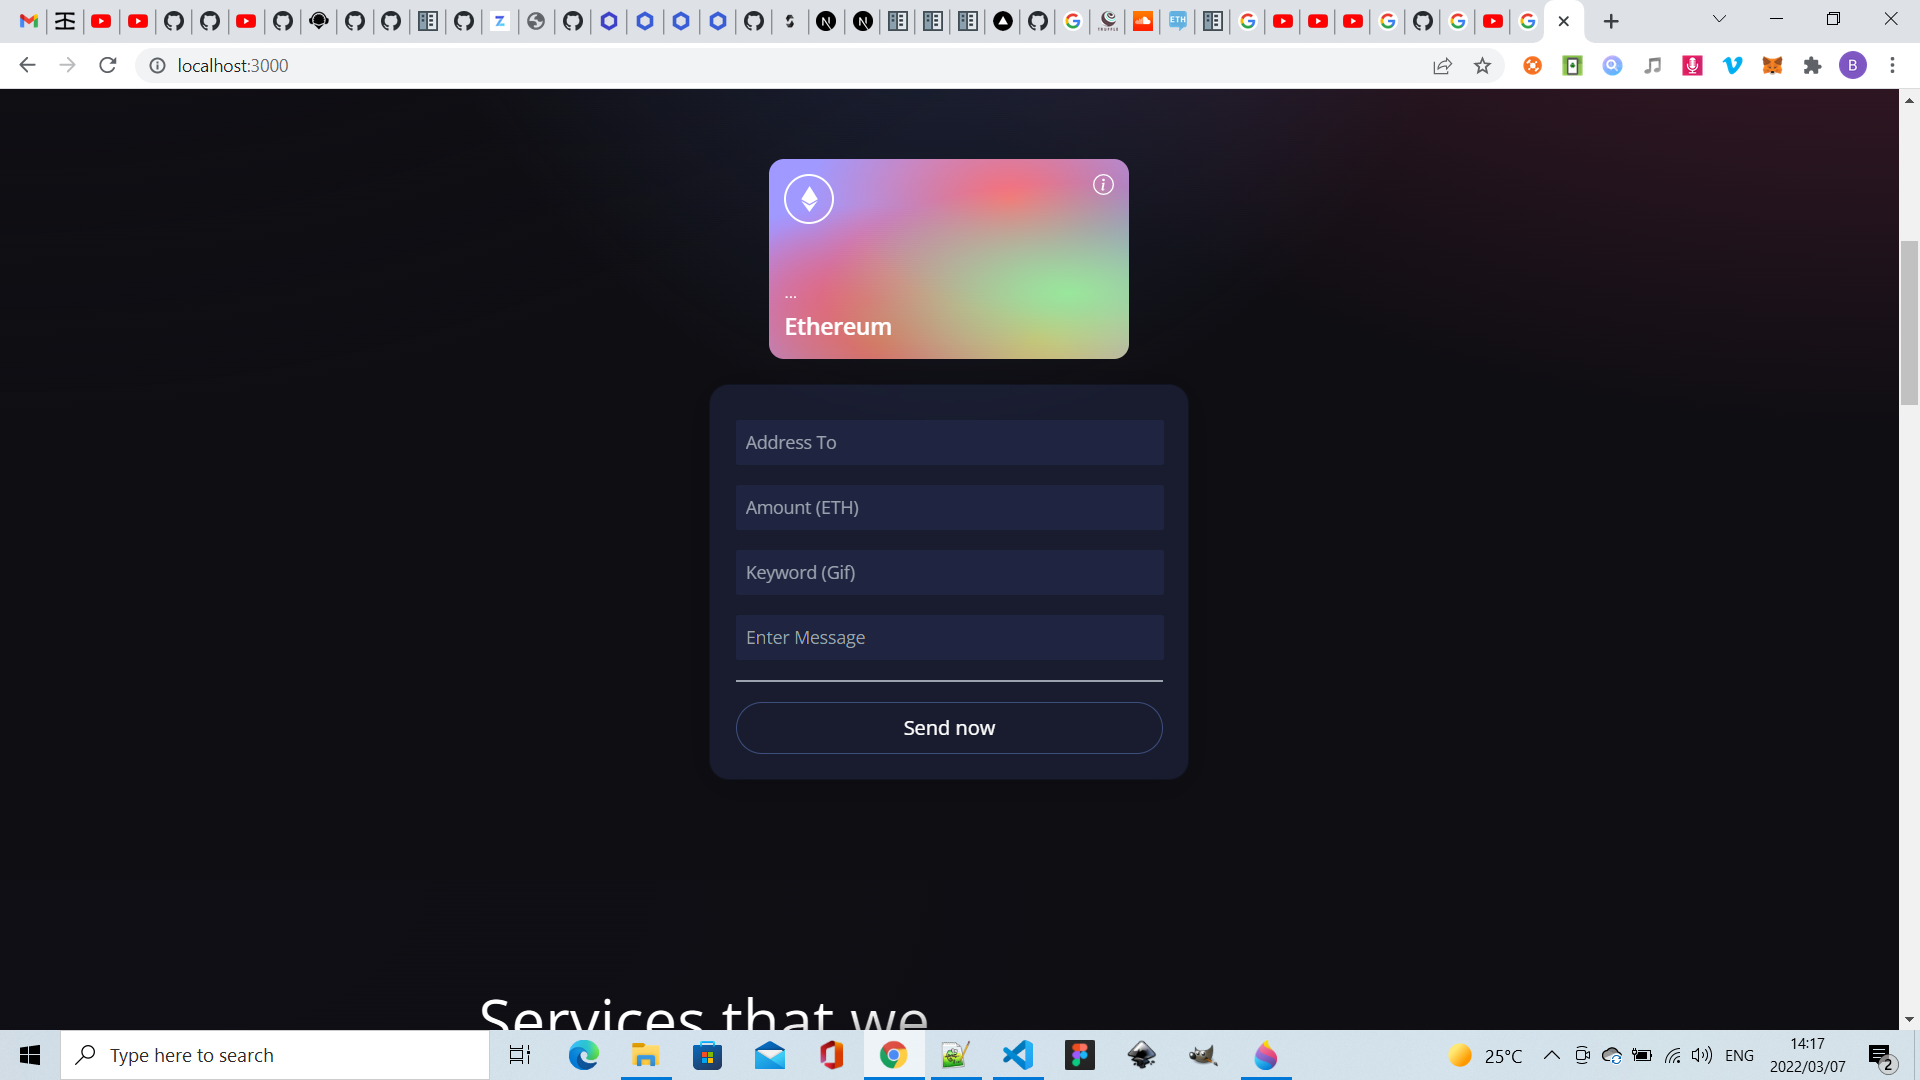 localhost:3000
B
...
Ethereum
Address To
Amount (ETH)
Keyword (Gif)
Enter Message
Send now
Services that we
Type here to search
25°C
ENG
14:17
2022/03/07
2